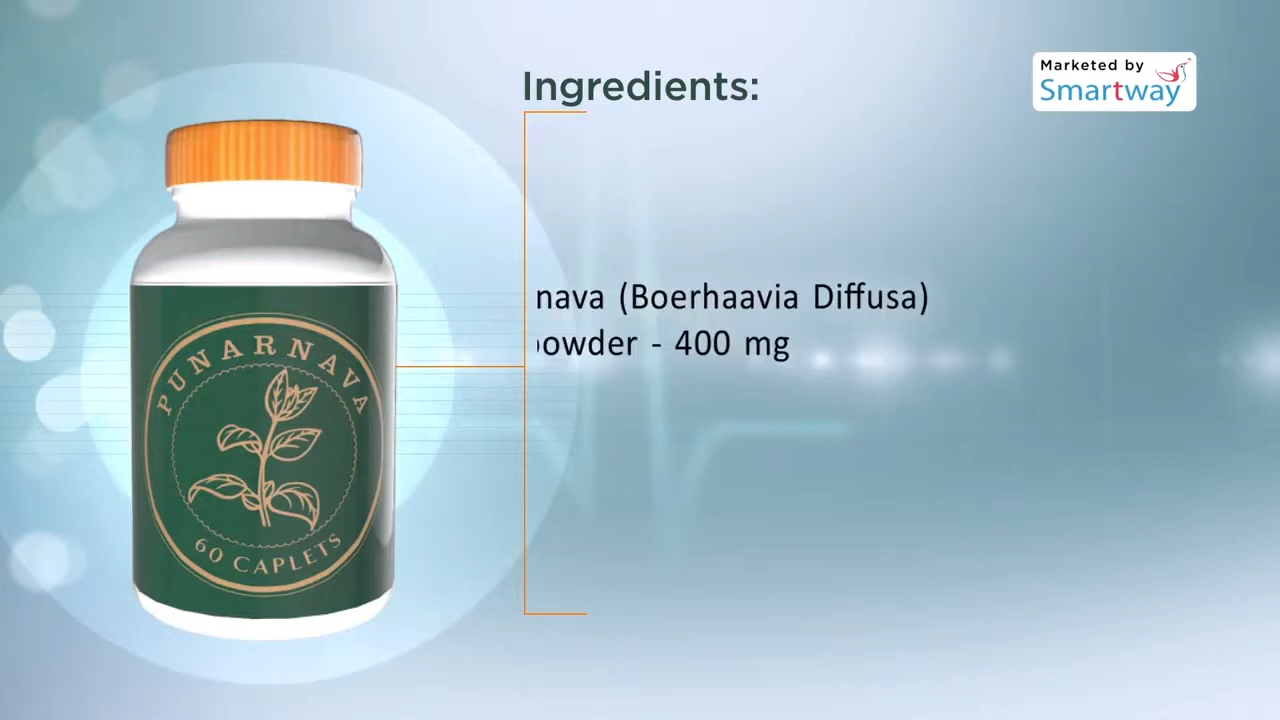 Ingredients:
Marketed by
Smartway
nava (Boerhaavia Diffusa)
owder - 400 mg
PUNARNAVA
60 CAPLETS